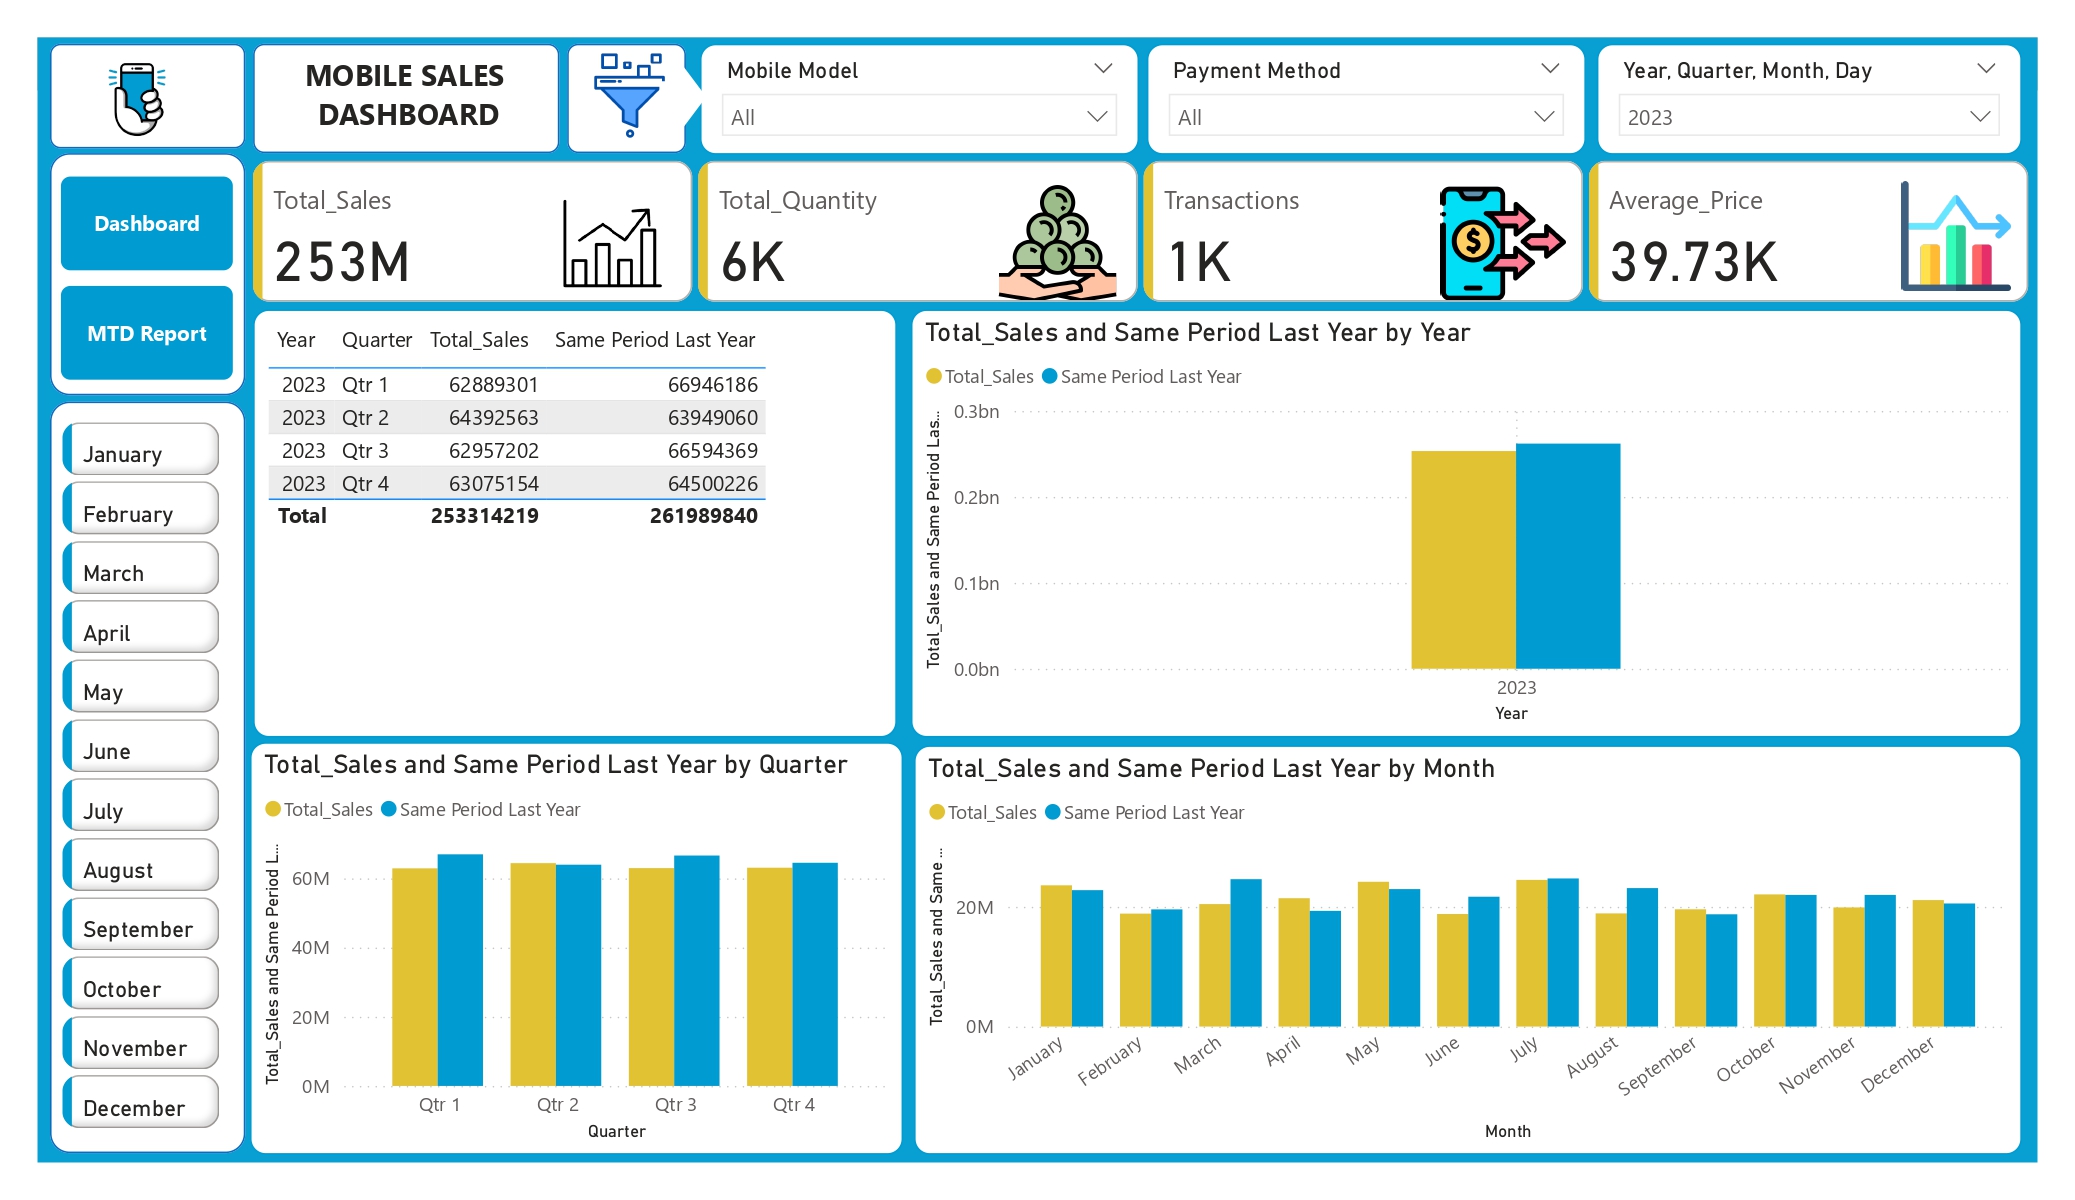 MOBILE SALES
DASHBOARD
Mobile Model
All
Payment Method
All
Year, Quarter, Month, Day
2023
Dashboard
MTD Report
January
February
March
April
May
June
July
August
September
October
November
December
Total_Sales
253M
Total_Quantity
6K
Transactions
1K
$
Average_Price
39.73K
Year Quarter Total_Sales Same Period Last Year
2023 Qtr 1 62889301 66946186
2023 Qtr 2 64392563 63949060
2023 Qtr 3 62957202 66594369
2023 Qtr 4 63075154 64500226
Total 253314219 261989840
Total_Sales and Same Period Last Year by Year
Total_Sales Same Period Last Year
Total_Sales and Same Period Las...
0.3bn
0.2bn
0.1bn
0.0bn
2023
Year
Total_Sales and Same Period Last Year by Quarter
Total_Sales Same Period Last Year
Total_Sales and Same Period L...
60M
40M
20M
0M
Qtr 1 Qtr 2 Qtr 3 Qtr 4
Quarter
Total_Sales and Same Period Last Year by Month
Total_Sales Same Period Last Year
Total_Sales and Same ...
20M
0M
January February March April May June July August September October November December
Month